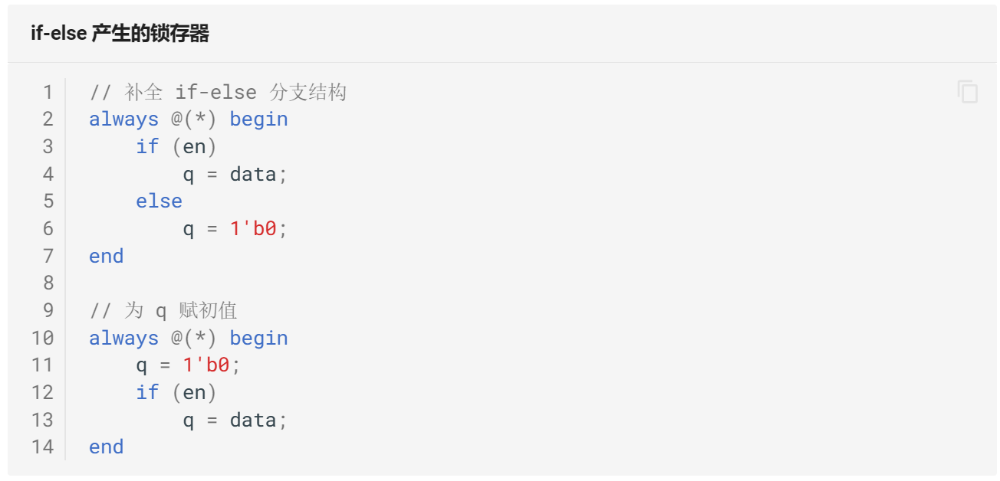 if-else 产生的锁存器
1 // 补全 if-else 分支结构
2 always @(*) begin
3     if (en)
4         q = data;
5     else
6         q = 1'b0;
7 end
8
9 // 为 q 赋初值
10 always @(*) begin
11     q = 1'b0;
12     if (en)
13         q = data;
14 end